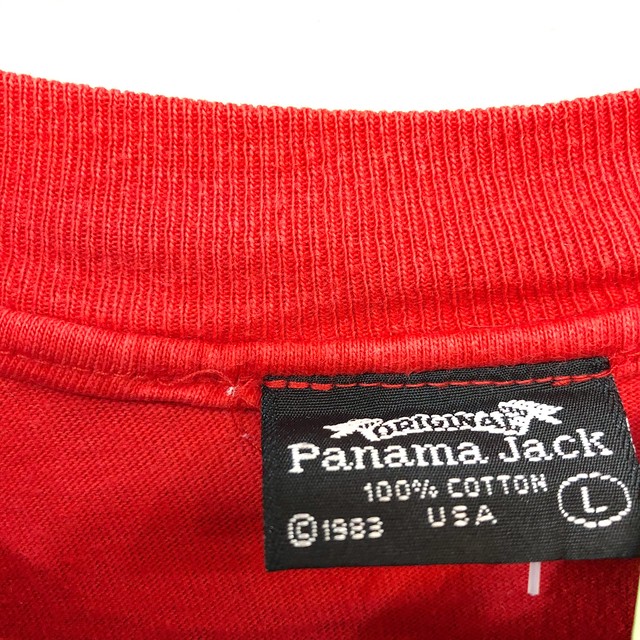 ORIGINAL
Panama Jack
100% COTTON L
©1983 USA